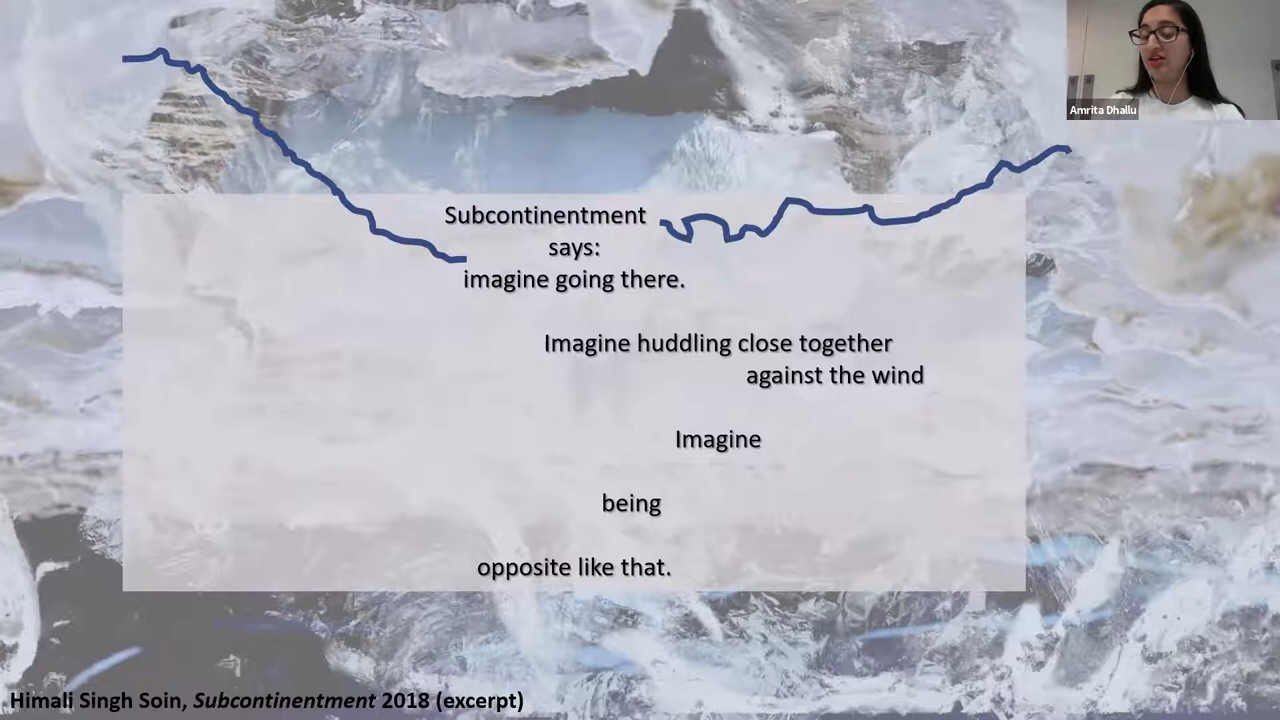 Amrita Dhallu
Subcontinentment
says:
imagine going there.
Imagine huddling close together
against the wind
Imagine
being
opposite like that.
Himali Singh Soin, Subcontinentment 2018 (excerpt)